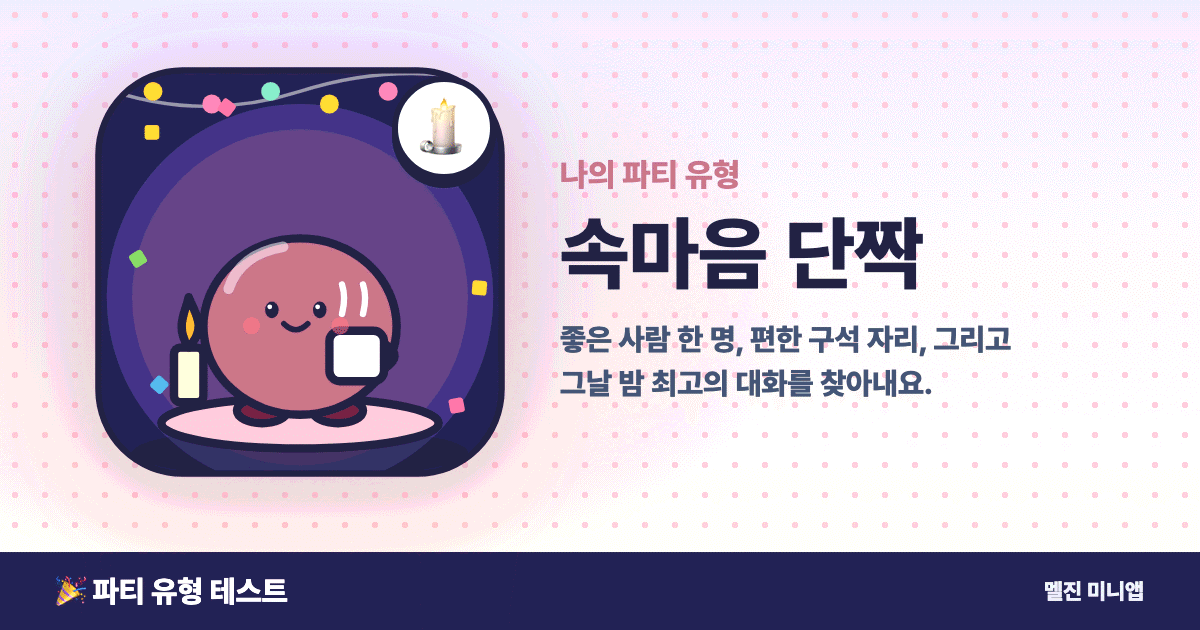 나의 파티 유형
속마음 단짝
좋은 사람 한 명, 편한 구석 자리, 그리고
그날 밤 최고의 대화를 찾아내요.
🎉 파티 유형 테스트
멜진 미니앱